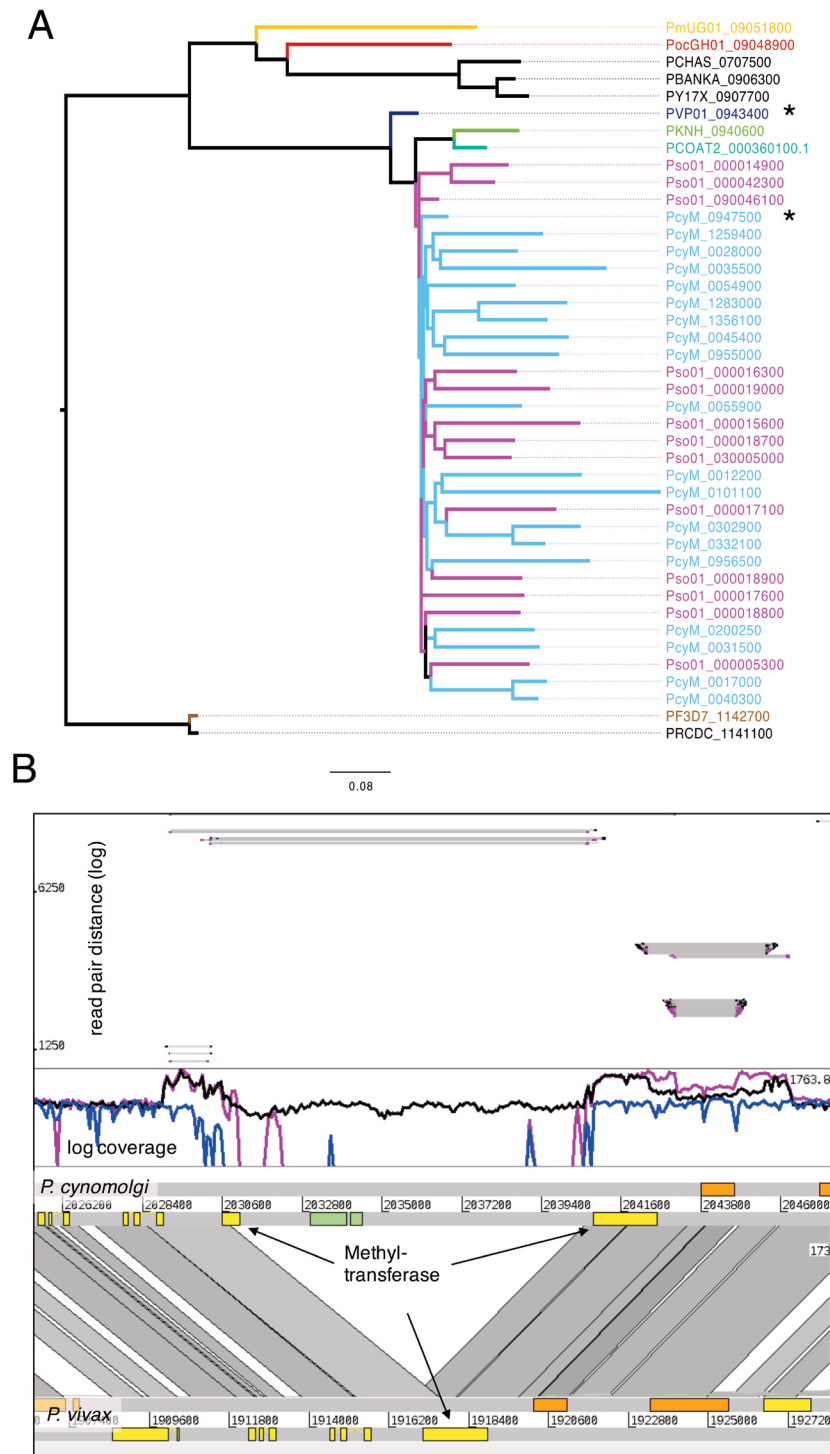 A
PmUG01_09051800
PocGH01_09048900
PCHAS_0707500
PBANKA_0906300
PY17X_0907700
PVP01_0943400 *
PKNH_0940600
PCOAT2_000360100.1
Pso01_000014900
Pso01_000042300
Pso01_090046100
PcyM_0947500 *
PcyM_1259400
PcyM_0028000
PcyM_0035500
PcyM_0054900
PcyM_1283000
PcyM_1356100
PcyM_0045400
PcyM_0955000
Pso01_000016300
Pso01_000019000
PcyM_0055900
Pso01_000015600
Pso01_000018700
Pso01_030005000
PcyM_0012200
PcyM_0101100
Pso01_000017100
PcyM_0302900
PcyM_0332100
PcyM_0956500
Pso01_000018900
Pso01_000017600
Pso01_000018800
PcyM_0200250
PcyM_0031500
Pso01_000005300
PcyM_0017000
PcyM_0040300
PF3D7_1142700
PRCDC_1141100
0.08
B
read pair distance (log)
6250
1250
1763.8
log coverage
P. cynomolgi
2026200 2028400 2030600 2032800 2035000 2037200 2039400 2041600 2043800 2046000
Methyl-
transferase
173
P. vivax
1909600 1911800 1914000 1916200 1918400 1920600 1922800 1925000 1927200